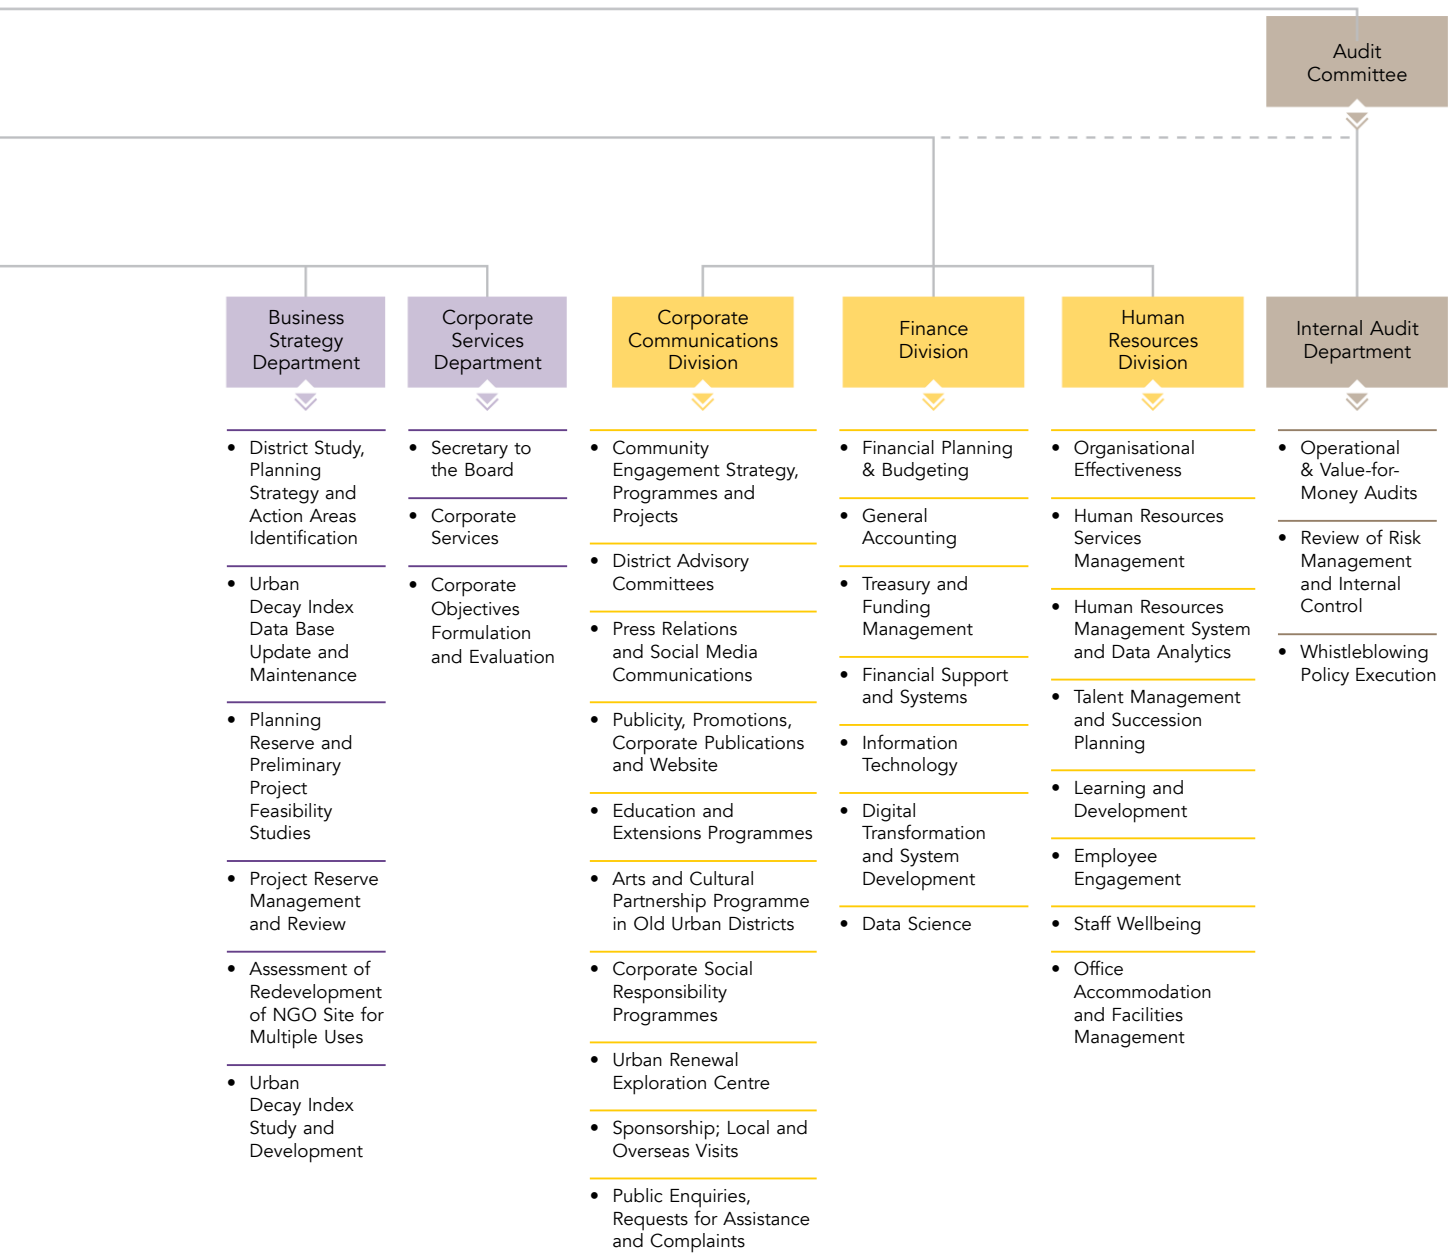 Audit
Committee
Business
Strategy
Department
Corporate
Services
Department
Corporate
Communications
Division
Finance
Division
Human
Resources
Division
Internal Audit
Department
• District Study,
Planning
Strategy and
Action Areas
Identification
• Urban
Decay Index
Data Base
Update and
Maintenance
• Planning
Reserve and
Preliminary
Project
Feasibility
Studies
• Project Reserve
Management
and Review
• Assessment of
Redevelopment
of NGO Site for
Multiple Uses
• Urban
Decay Index
Study and
Development
• Secretary to
the Board
• Corporate
Services
• Corporate
Objectives
Formulation
and Evaluation
• Community
Engagement Strategy,
Programmes and
Projects
• District Advisory
Committees
• Press Relations
and Social Media
Communications
• Publicity, Promotions,
Corporate Publications
and Website
• Education and
Extensions Programmes
• Arts and Cultural
Partnership Programme
in Old Urban Districts
• Corporate Social
Responsibility
Programmes
• Urban Renewal
Exploration Centre
• Sponsorship; Local and
Overseas Visits
• Public Enquiries,
Requests for Assistance
and Complaints
• Financial Planning
& Budgeting
• General
Accounting
• Treasury and
Funding
Management
• Financial Support
and Systems
• Information
Technology
• Digital
Transformation
and System
Development
• Data Science
• Organisational
Effectiveness
• Human Resources
Services
Management
• Human Resources
Management System
and Data Analytics
• Talent Management
and Succession
Planning
• Learning and
Development
• Employee
Engagement
• Staff Wellbeing
• Office
Accommodation
and Facilities
Management
• Operational
& Value-for-
Money Audits
• Review of Risk
Management
and Internal
Control
• Whistleblowing
Policy Execution